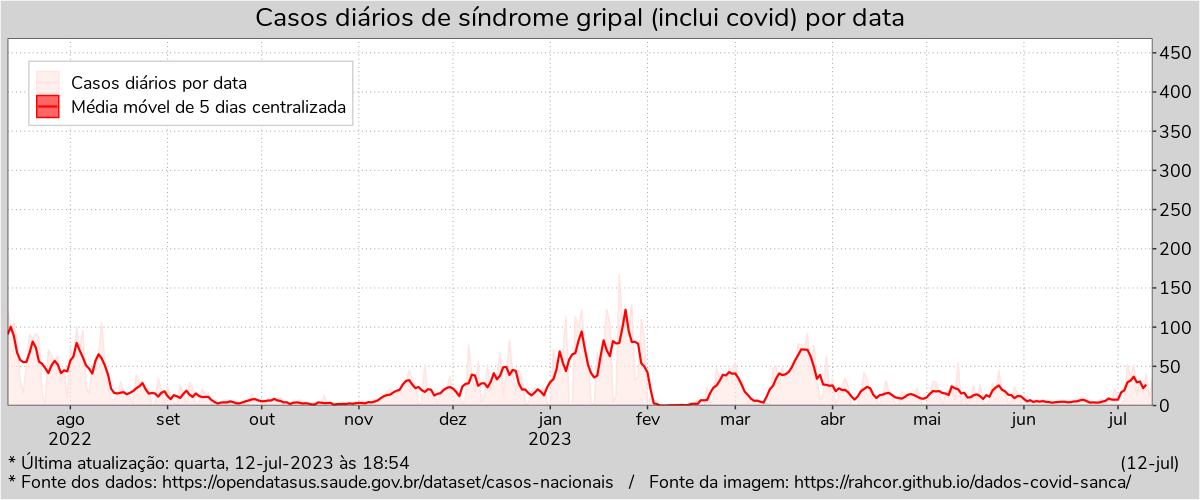 Casos diários de síndrome gripal (inclui covid) por data
Casos diários por data
Média móvel de 5 dias centralizada
450
400
350
300
250
200
150
100
50
0
ago set out nov dez jan fev mar abr mai jun jul
2022 2023
* Última atualização: quarta, 12-jul-2023 às 18:54 (12-jul)
* Fonte dos dados: https://opendatasus.saude.gov.br/dataset/casos-nacionais / Fonte da imagem: https://rahcor.github.io/dados-covid-sanca/